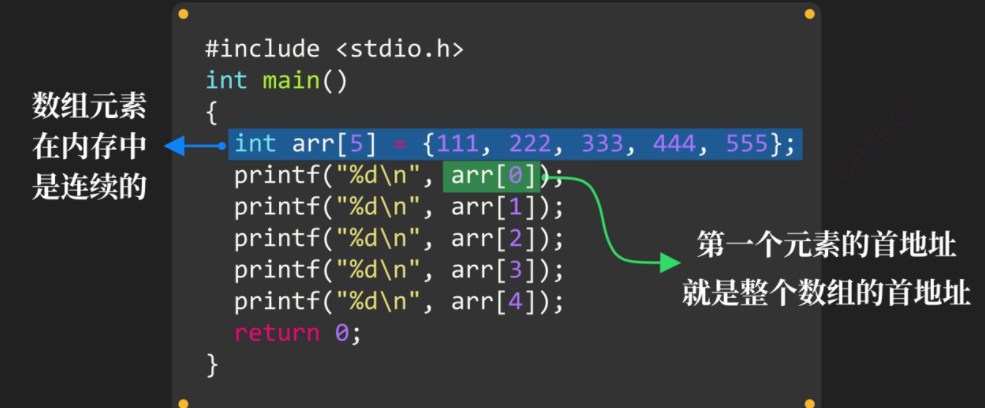 #include <stdio.h>
int main()
{
int arr[5] = {111, 222, 333, 444, 555};
printf("%d\n", arr[0]);
printf("%d\n", arr[1]);
printf("%d\n", arr[2]);
printf("%d\n", arr[3]);
printf("%d\n", arr[4]);
return 0;
}
数组元素
在内存中
是连续的
第一个元素的首地址
就是整个数组的首地址